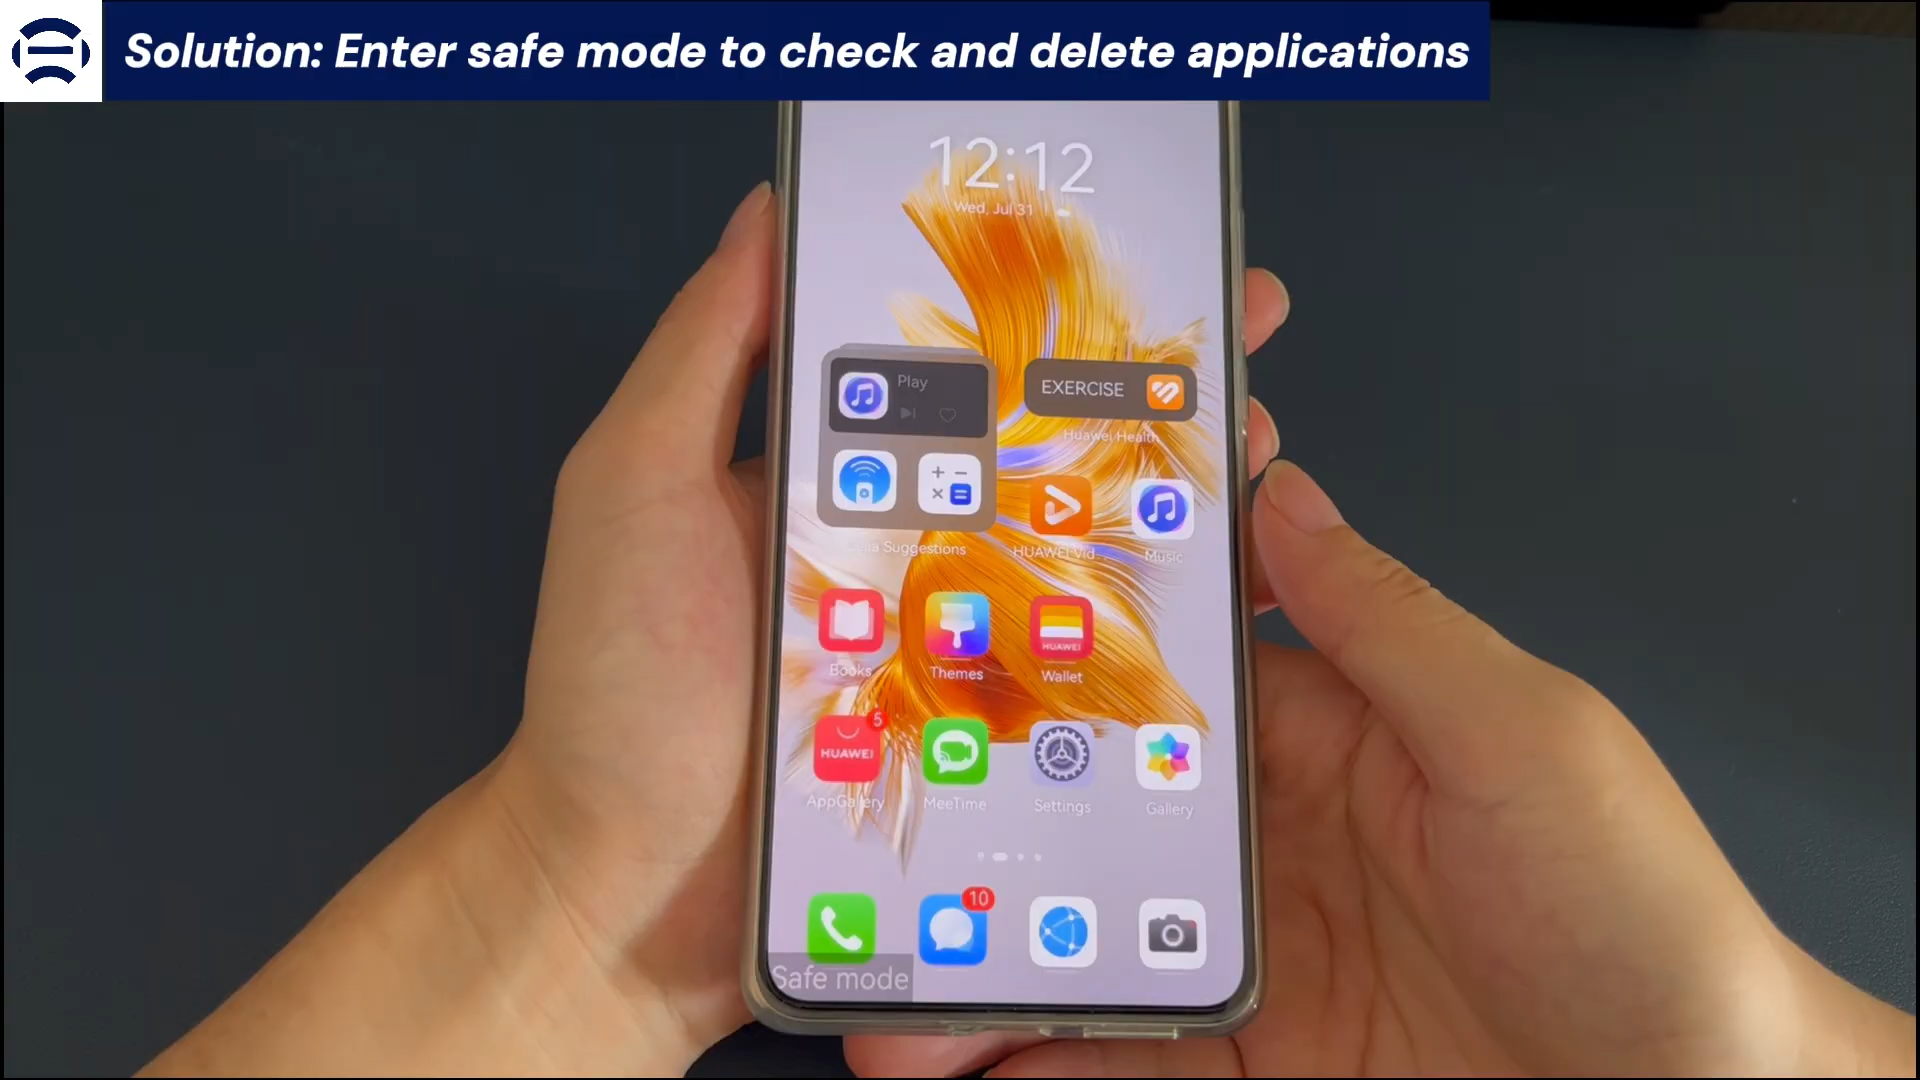 Solution: Enter safe mode to check and delete applications
12:12
Wed, Jul 31
Play
EXERCISE
Huawei Health
Suggestions
HUAWEI Vid...
Music
HUAWEI
Books
Themes
Wallet
5
HUAWEI
AppGallery
MeeTime
Settings
Gallery
10
Safe mode